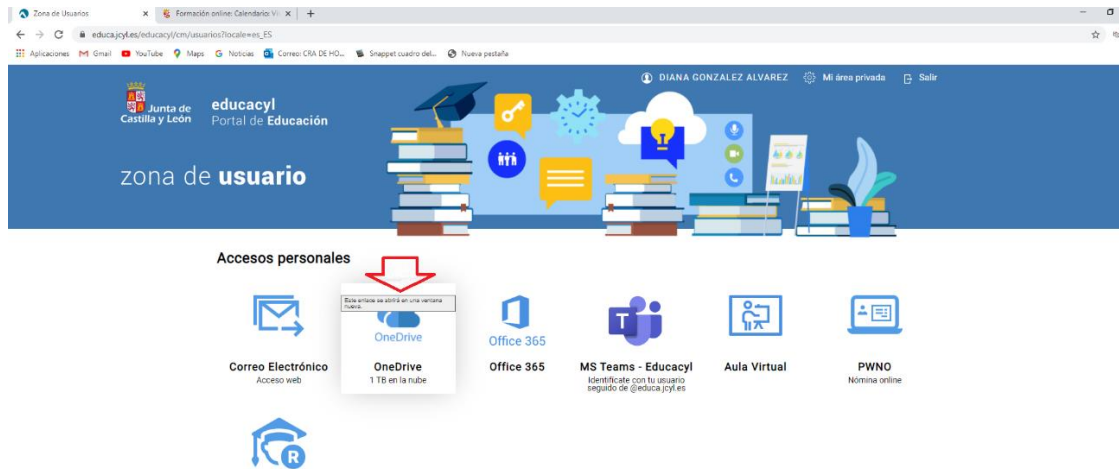 Zona de Usuarios
Formación online: Calendario: Vi
educa.jcyl.es/educacyl/cm/usuarios?locale=es_ES
Aplicaciones
Gmail
YouTube
Maps
Noticias
Correo: CRA DE HO...
Snappet cuadro del...
Nueva pestaña
DIANA GONZALEZ ALVAREZ
Mi área privada
Salir
Junta de
Castilla y León
educacyl
Portal de Educación
zona de usuario
Accesos personales
Este enlace se abrirá en una ventana
nueva.
OneDrive
Office 365
T
Correo Electrónico
Acceso web
OneDrive
1 TB en la nube
Office 365
MS Teams - Educacyl
Identifícate con tu usuario
seguido de @educa.jcyl.es
Aula Virtual
PWNO
Nómina online
R